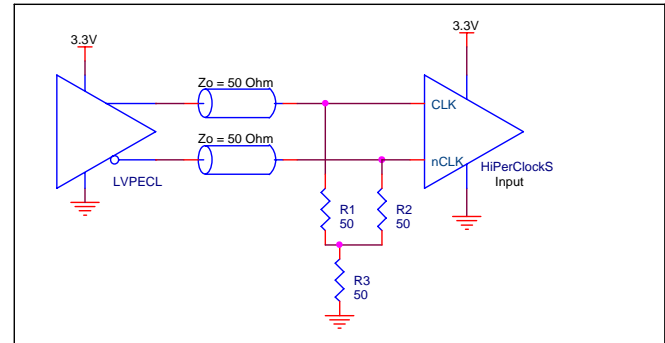 3.3V
3.3V
Zo = 50 Ohm
CLK
Zo = 50 Ohm
nCLK
HiPerClockS
Input
LVPECL
R1
50
R2
50
R3
50